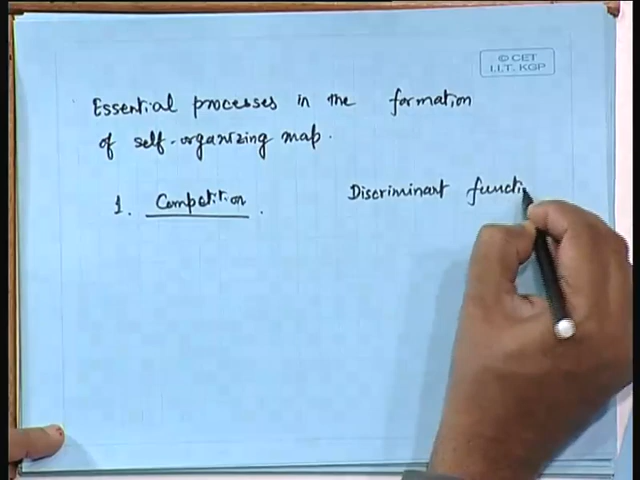 © CET
I.I.T. KGP
Essential processes in the formation
of self-organizing map.
1. Competition.
Discriminant functi